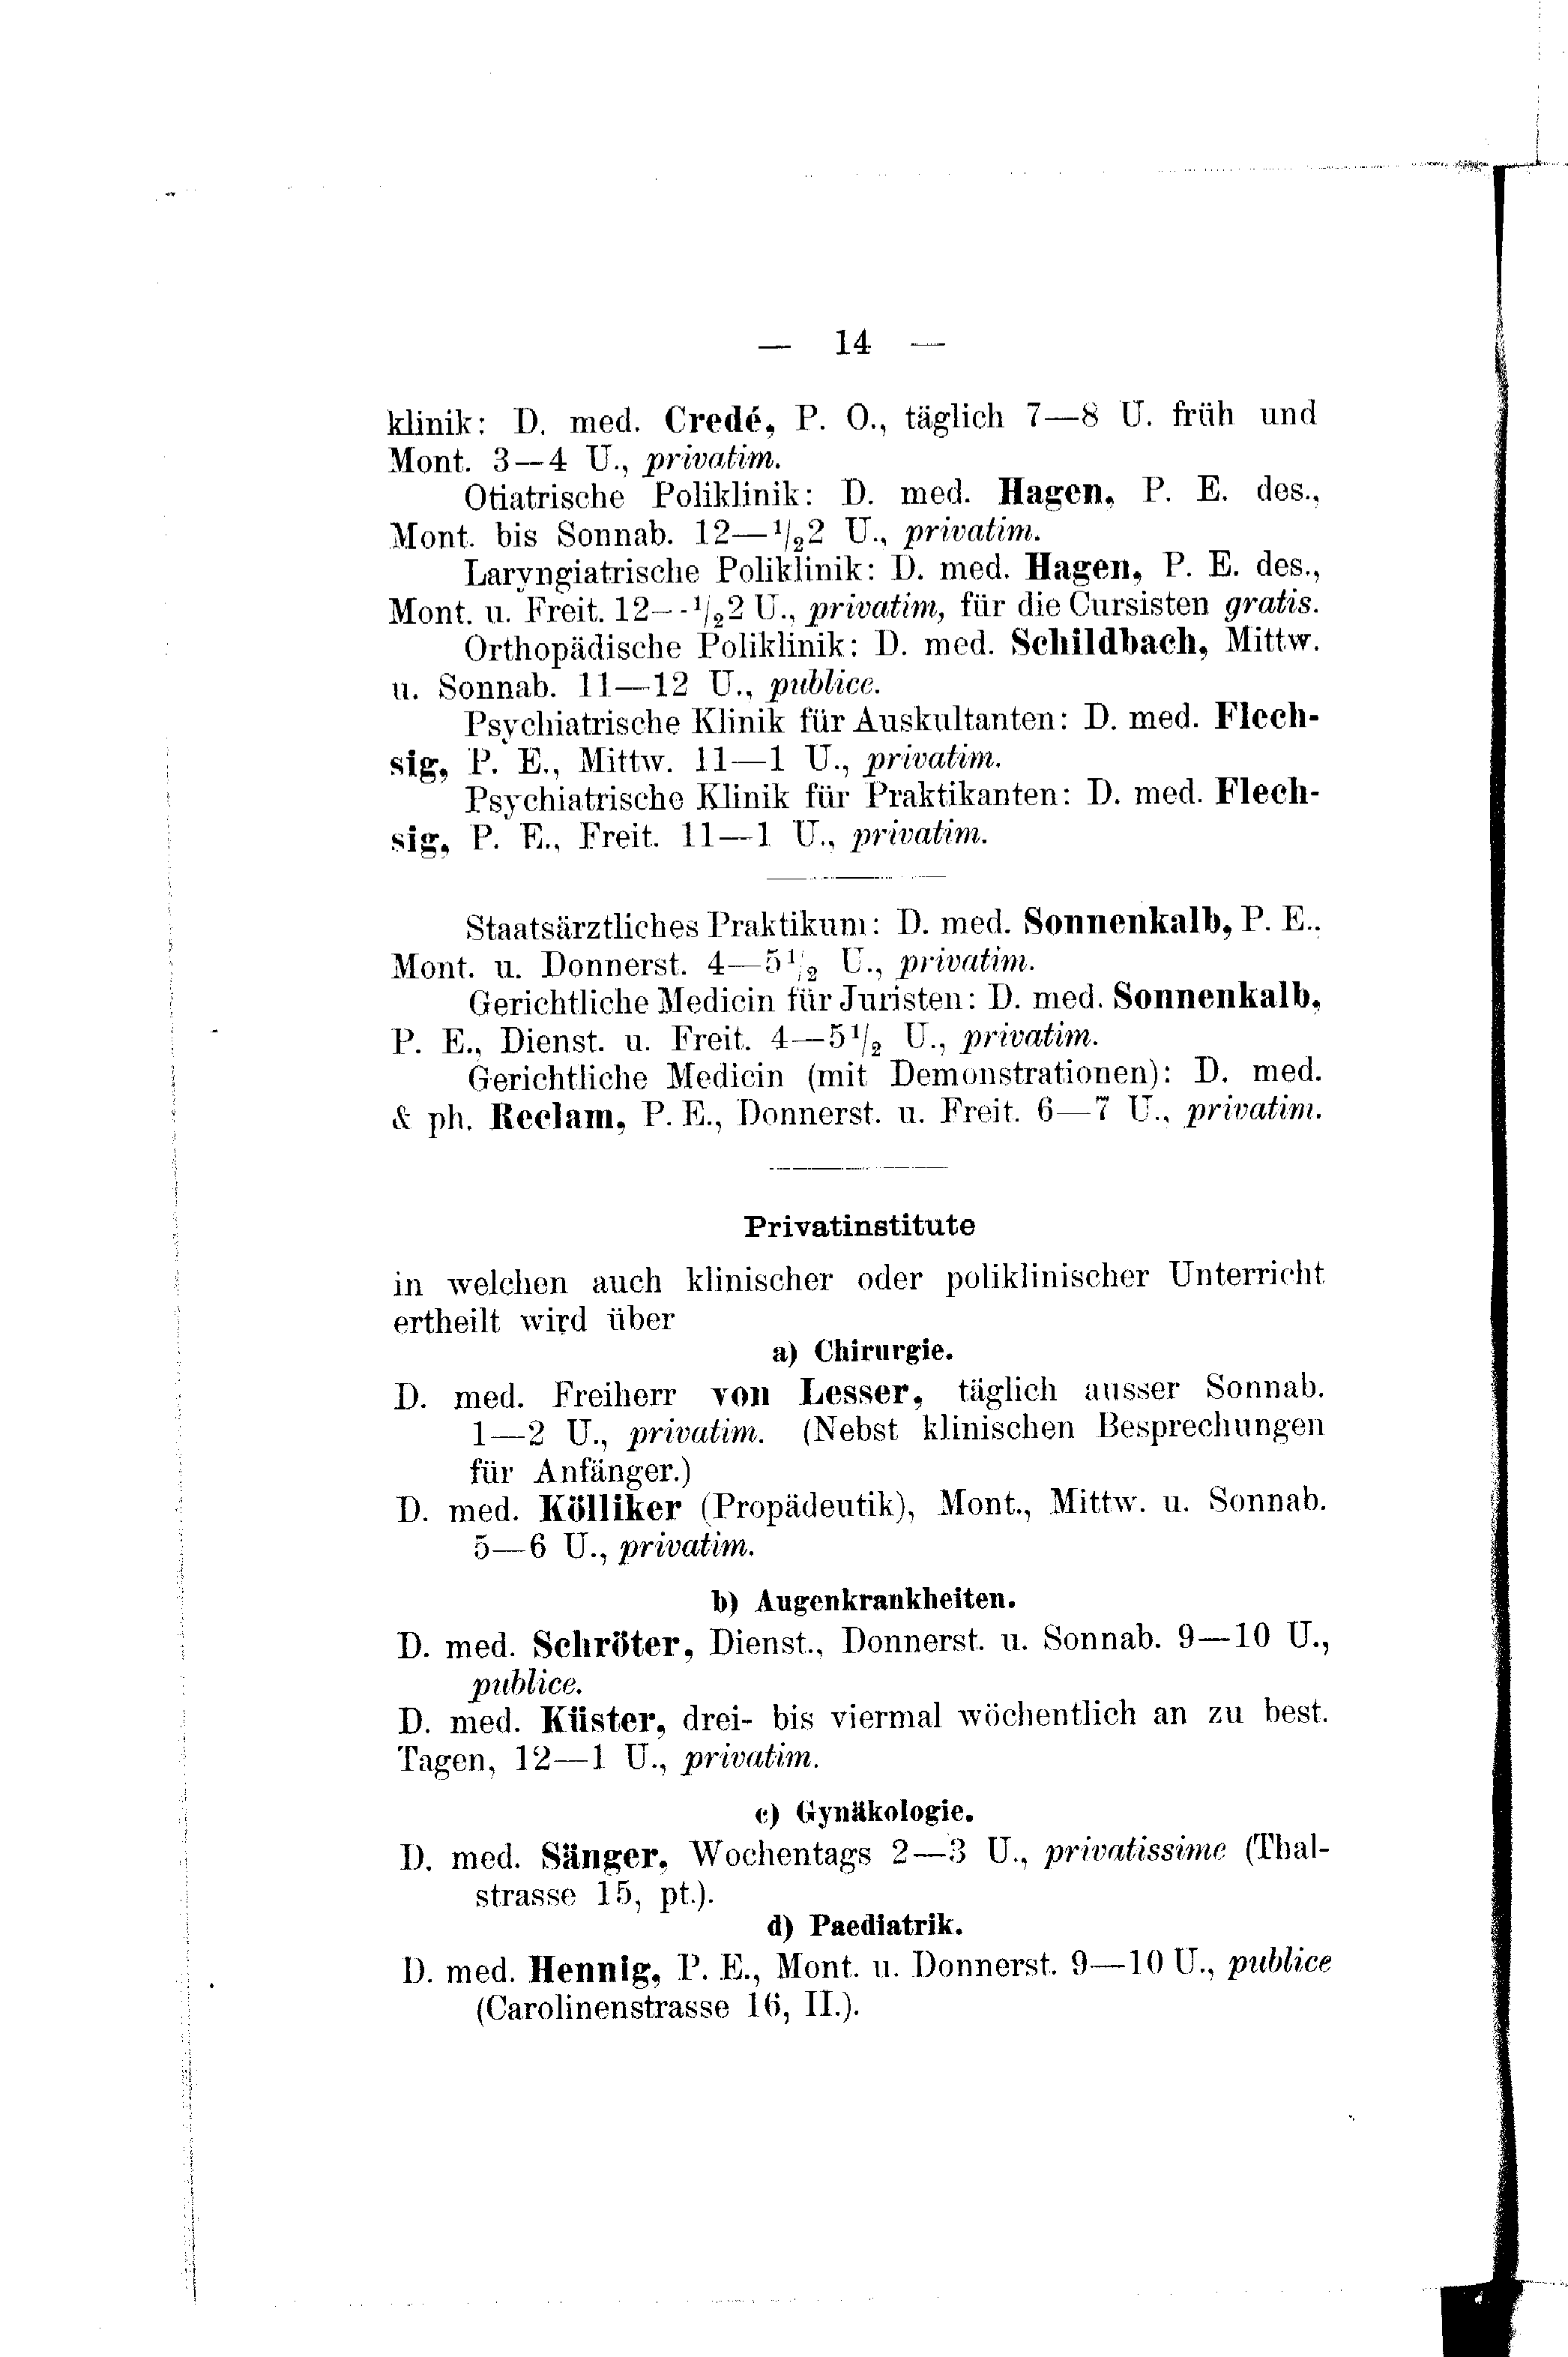 — 14 —
klinik: D. med. Credé, P. O., täglich 7—8 U. früh und
Mont. 3—4 U., privatim.
Otiatrische Poliklinik: D. med. Hagen, P. E. des.,
Mont. bis Sonnab. 12—1/22 U., privatim.
Laryngiatrische Poliklinik: D. med. Hagen, P. E. des.,
Mont. u. Freit. 12—1/22 U., privatim, für die Cursisten gratis.
Orthopädische Poliklinik: D. med. Schildbach, Mittw.
u. Sonnab. 11—12 U., publice.
Psychiatrische Klinik für Auskultanten: D. med. Flech-
sig, P. E., Mittw. 11—1 U., privatim.
Psychiatrische Klinik für Praktikanten: D. med. Flech-
sig, P. E., Freit. 11—1 U., privatim.
Staatsärztliches Praktikum: D. med. Sonnenkalb, P. E.,
Mont. u. Donnerst. 4—5 1/2 U., privatim.
Gerichtliche Medicin für Juristen: D. med. Sonnenkalb,
P. E., Dienst. u. Freit. 4—5 1/2 U., privatim.
Gerichtliche Medicin (mit Demonstrationen): D. med.
& ph. Reclam, P. E., Donnerst. u. Freit. 6—7 U., privatim.
Privatinstitute
in welchen auch klinischer oder poliklinischer Unterricht
ertheilt wird über
a) Chirurgie.
D. med. Freiherr von Lesser, täglich ausser Sonnab.
1—2 U., privatim. (Nebst klinischen Besprechungen
für Anfänger.)
D. med. Kölliker (Propädeutik), Mont., Mittw. u. Sonnab.
5—6 U., privatim.
b) Augenkrankheiten.
D. med. Schröter, Dienst., Donnerst. u. Sonnab. 9—10 U.,
publice.
D. med. Küster, drei- bis viermal wöchentlich an zu best.
Tagen, 12—1 U., privatim.
c) Gynäkologie.
D. med. Sänger, Wochentags 2—3 U., privatissime (Thal-
strasse 15, pt.).
d) Paediatrik.
D. med. Hennig, P. E., Mont. u. Donnerst. 9—10 U., publice
(Carolinenstrasse 16, II.).